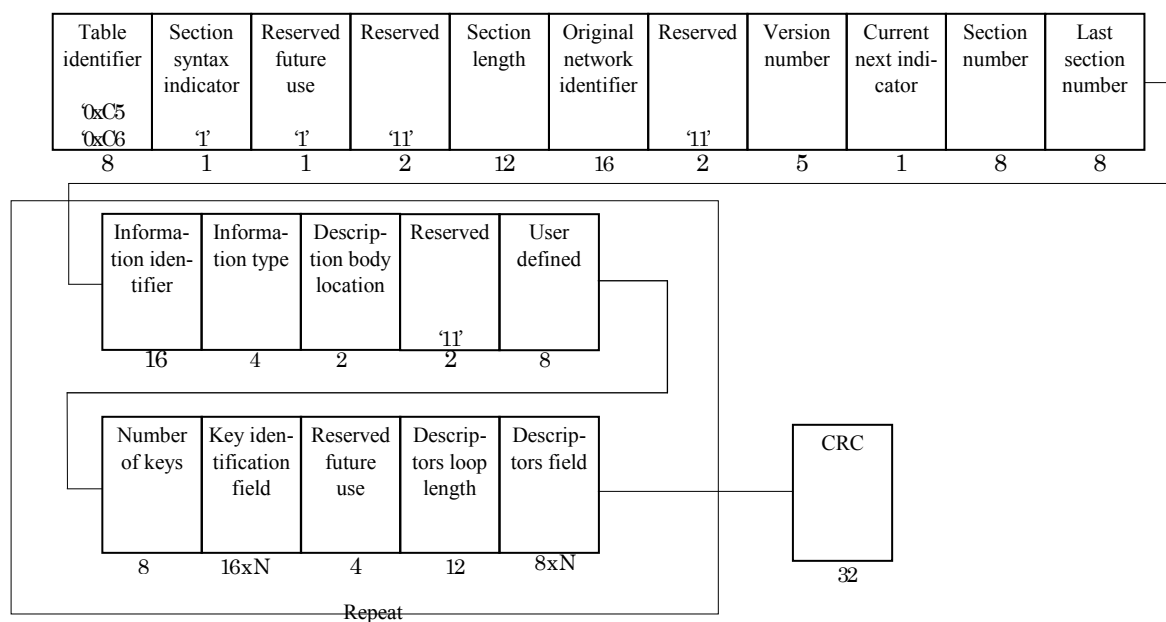 Table
identifier
‘0xC5
‘0xC6
8
Section
syntax
indicator
‘1’
1
Reserved
future
use
‘1’
1
Reserved
‘11’
2
Section
length
12
Original
network
identifier
16
Reserved
‘11’
2
Version
number
5
Current
next indi-
cator
1
Section
number
8
Last
section
number
8
Informa-
tion iden-
tifier
16
Informa-
tion type
4
Descrip-
tion body
location
2
Reserved
‘11’
2
User
defined
8
Number
of keys
8
Key iden-
tification
field
16xN
Reserved
future
use
4
Descrip-
tors loop
length
12
Descrip-
tors field
8xN
CRC
32
Repeat